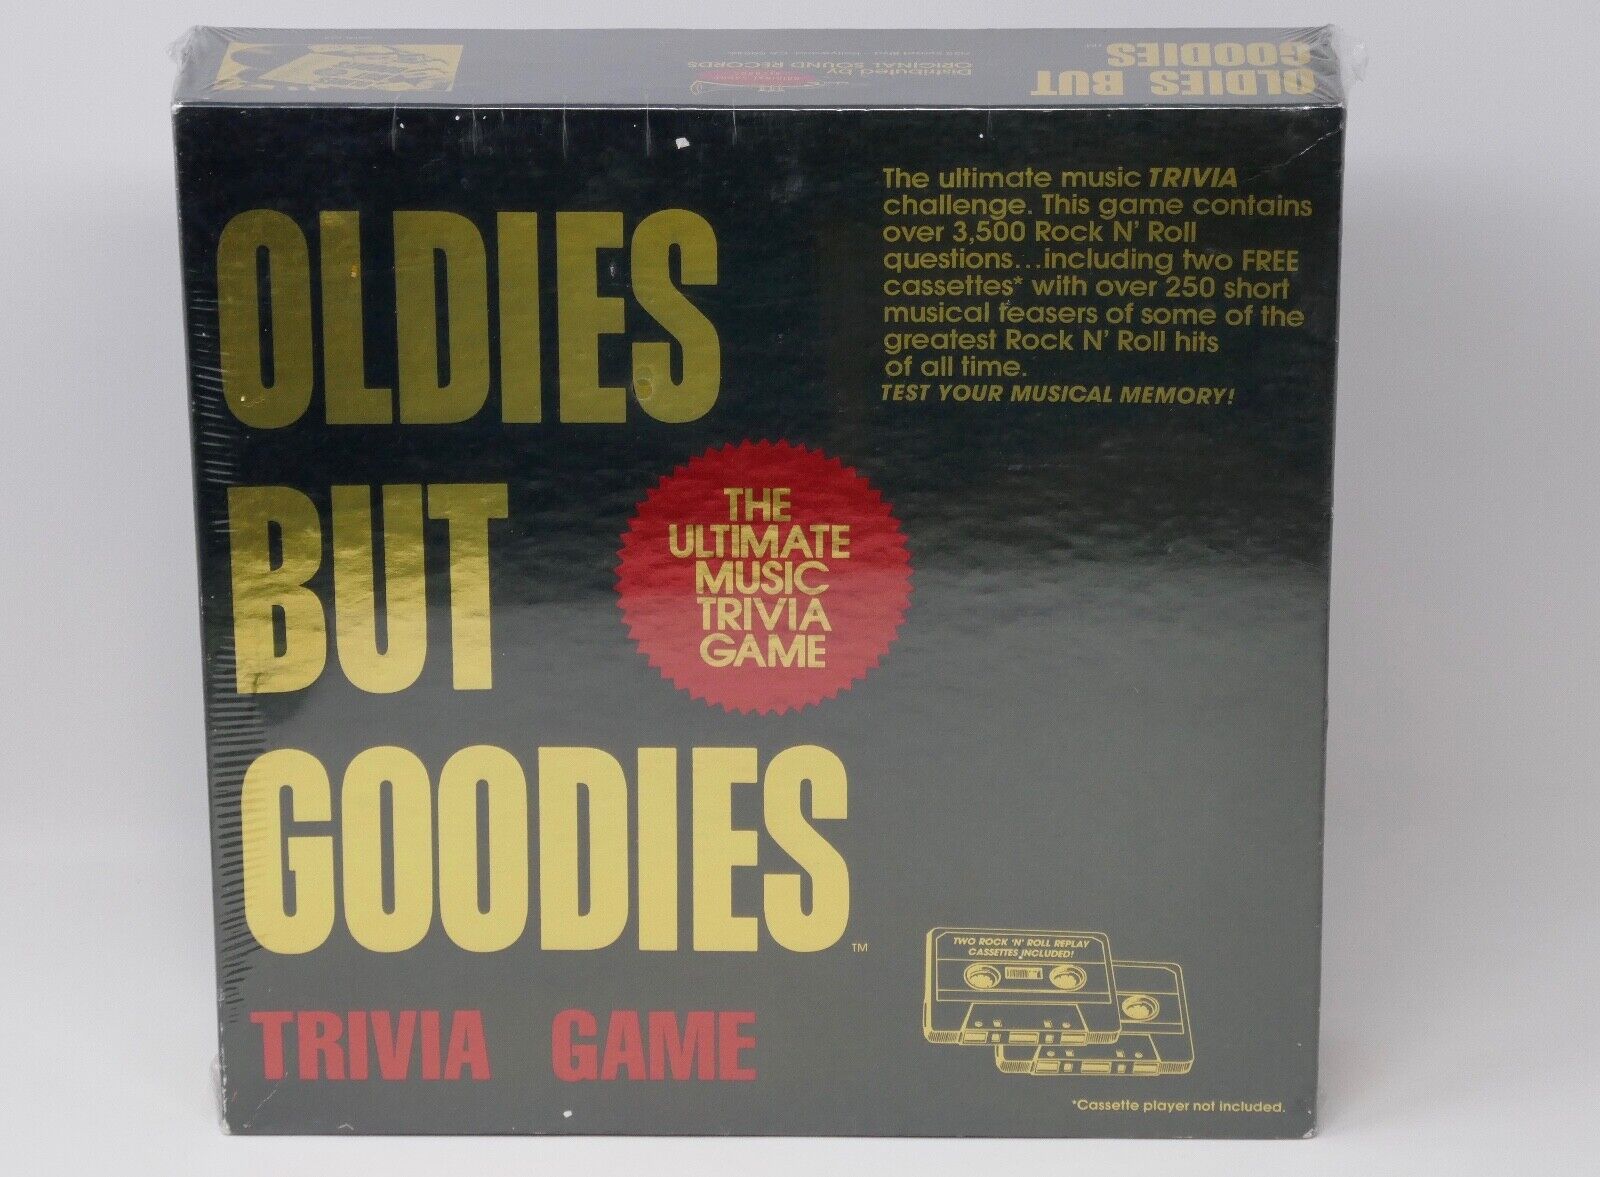 OLDIES BUT
GOODIES
TM
Distributed by
ORIGINAL SOUND RECORDS
OLDIES
BUT
GOODIES
TM
TRIVIA GAME
The ultimate music TRIVIA
challenge. This game contains
over 3,500 Rock N' Roll
questions...including two FREE
cassettes* with over 250 short
musical teasers of some of the
greatest Rock N' Roll hits
of all time.
TEST YOUR MUSICAL MEMORY!
THE
ULTIMATE
MUSIC
TRIVIA
GAME
TWO ROCK 'N' ROLL REPLAY
CASSETTES INCLUDED!
*Cassette player not included.